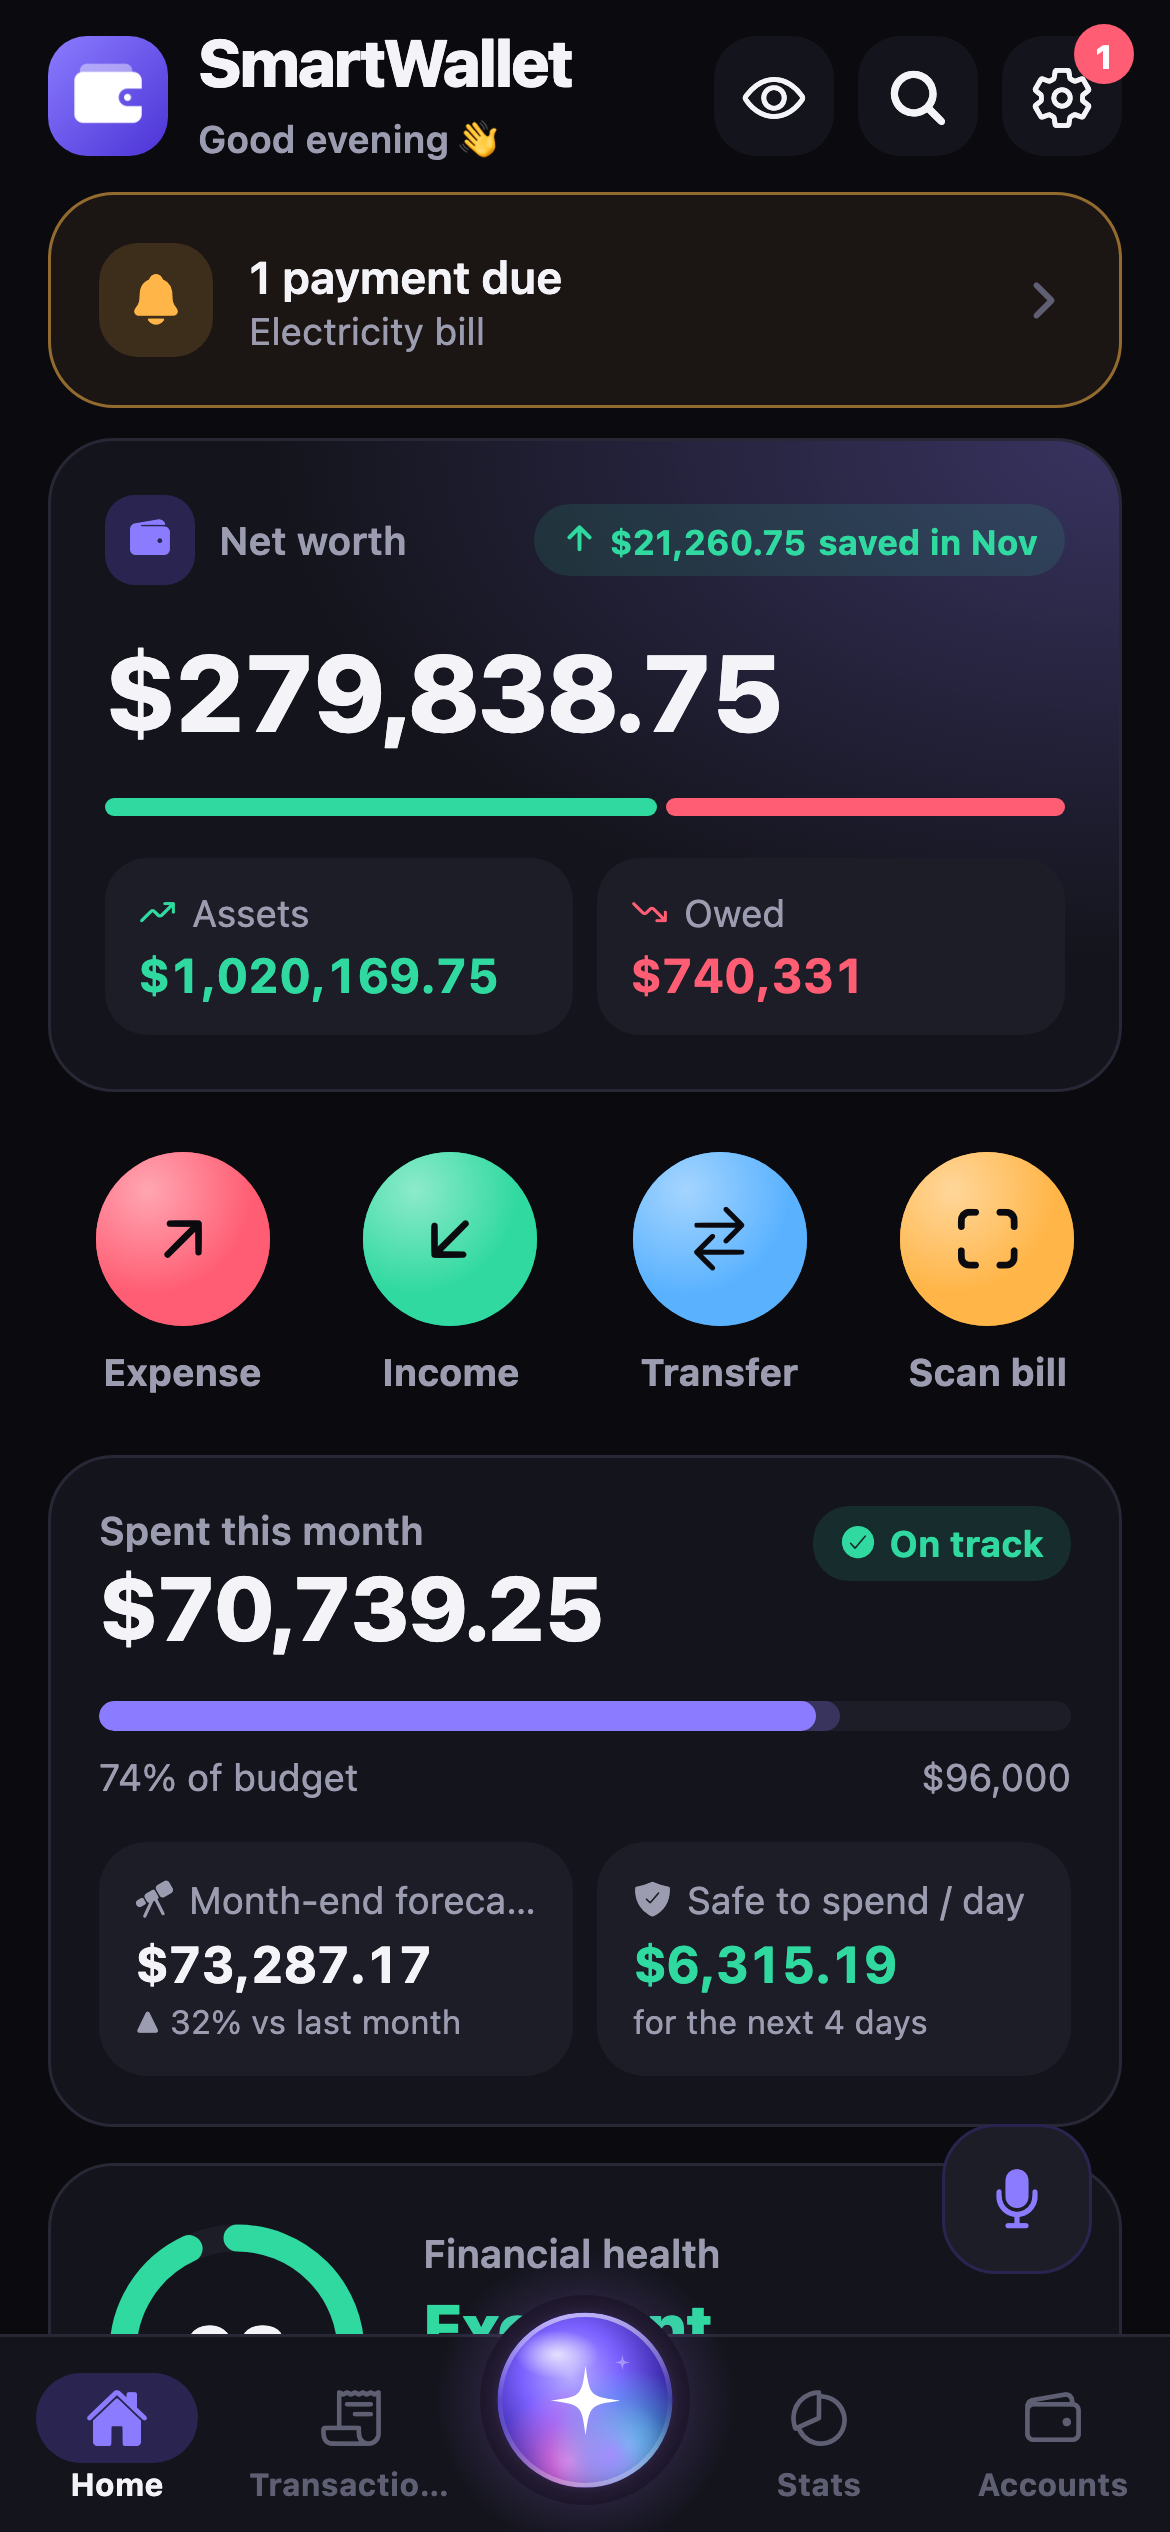 SmartWallet
Good evening 👋
1
1 payment due
Electricity bill
Net worth
$21,260.75 saved in Nov
$279,838.75
Assets
$1,020,169.75
Owed
$740,331
Expense
Income
Transfer
Scan bill
Spent this month
On track
$70,739.25
74% of budget
$96,000
Month-end foreca...
$73,287.17
▲ 32% vs last month
Safe to spend / day
$6,315.19
for the next 4 days
Financial health
Home
Transactio...
Stats
Accounts